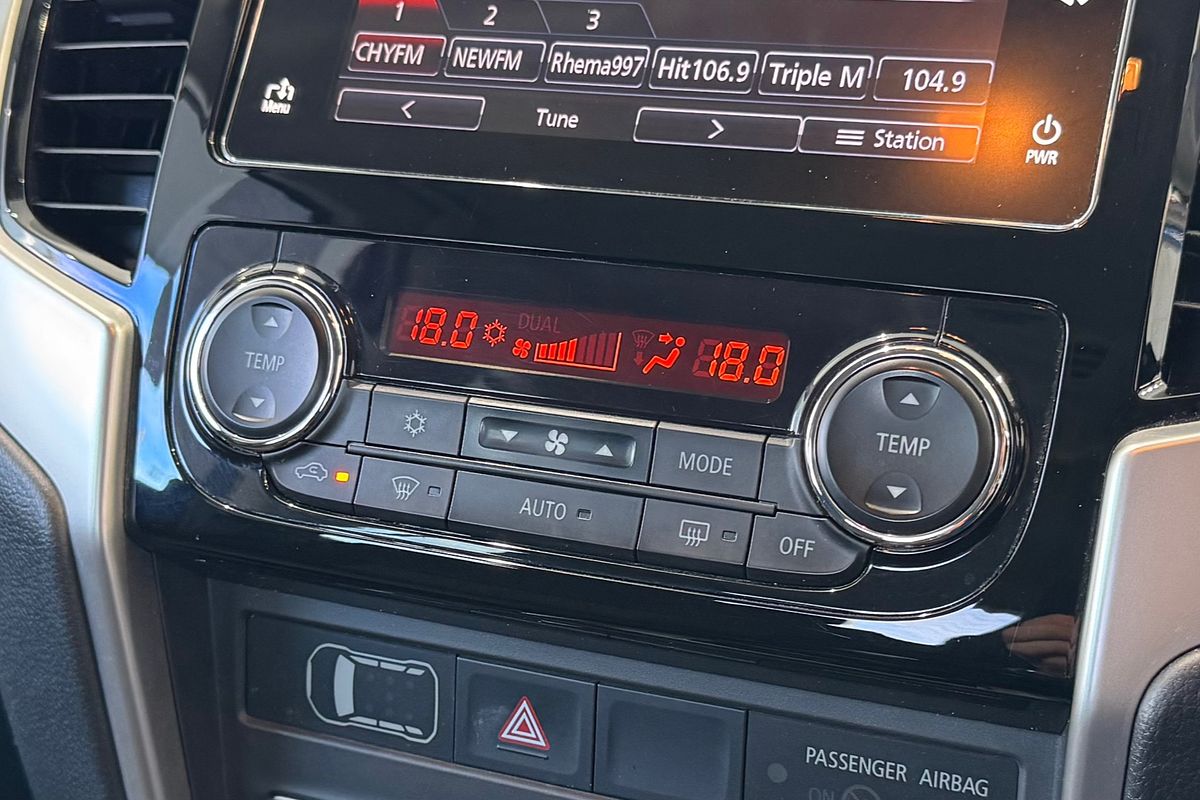 1 2 3
CHYFM NEWFM Rhema997 Hit106.9 Triple M 104.9
Menu Tune Station PWR
18.0 DUAL 18.0
TEMP TEMP
MODE
AUTO OFF
PASSENGER AIRBAG
ON